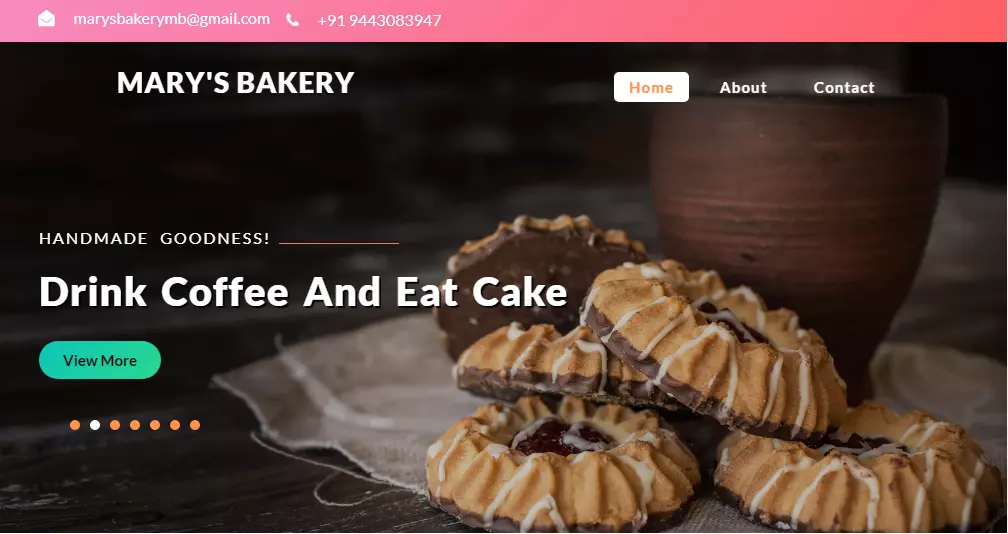 marysbakerymb@gmail.com +91 9443083947
MARY'S BAKERY
Home About Contact
HANDMADE GOODNESS!
Drink Coffee And Eat Cake
View More